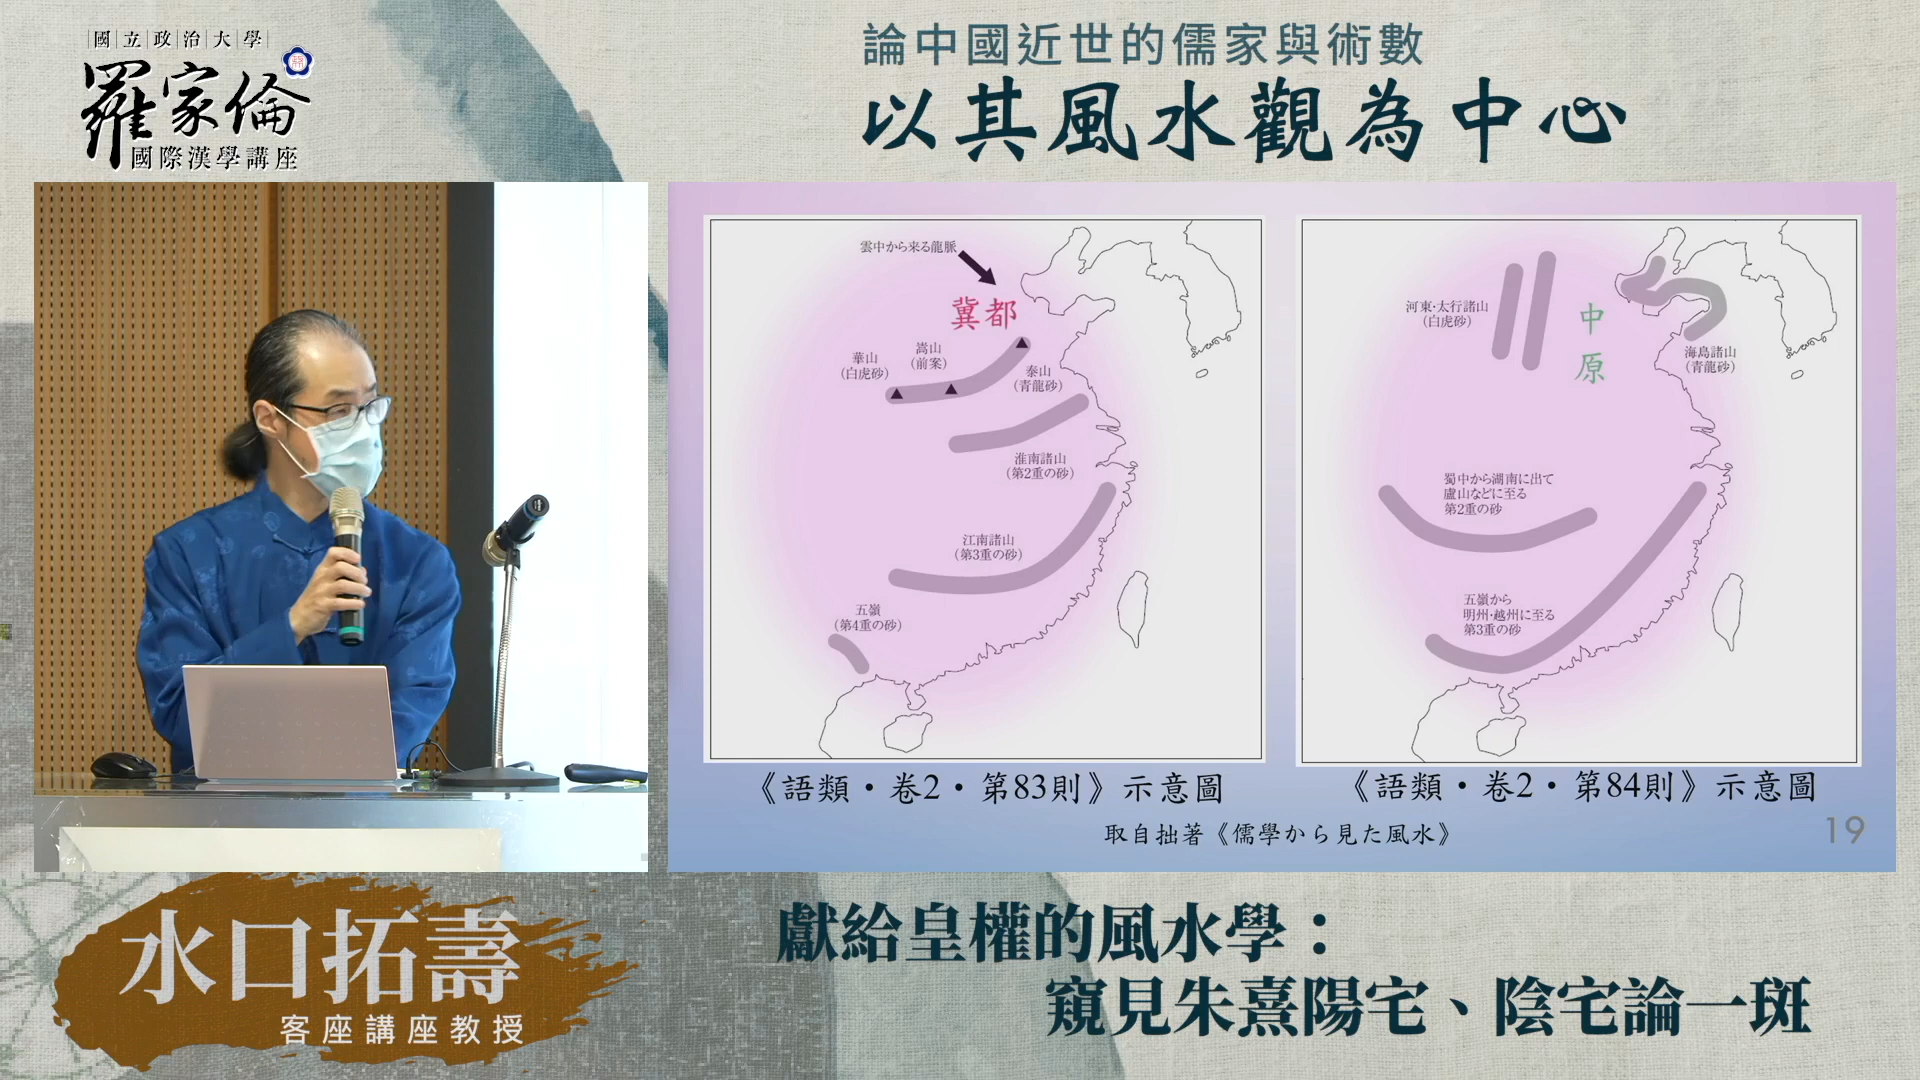 國立政治大學
羅家倫
國際漢學講座
論中國近世的儒家與術數
以其風水觀為中心
雲中から来る龍脈
冀都
華山
(白虎砂)
嵩山
(前案)
泰山
(青龍砂)
淮南諸山
(第2重の砂)
江南諸山
(第3重の砂)
五嶺
(第4重の砂)
《語類・卷2・第83則》示意圖
河東・太行諸山
(白虎砂)
中原
海島諸山
(青龍砂)
蜀中から湖南に出て
廬山などに至る
第2重の砂
五嶺から
明州・越州に至る
第3重の砂
《語類・卷2・第84則》示意圖
取自拙著《儒學から見た風水》
19
水口拓壽
客座講座教授
獻給皇權的風水學：
窺見朱熹陽宅、陰宅論一斑